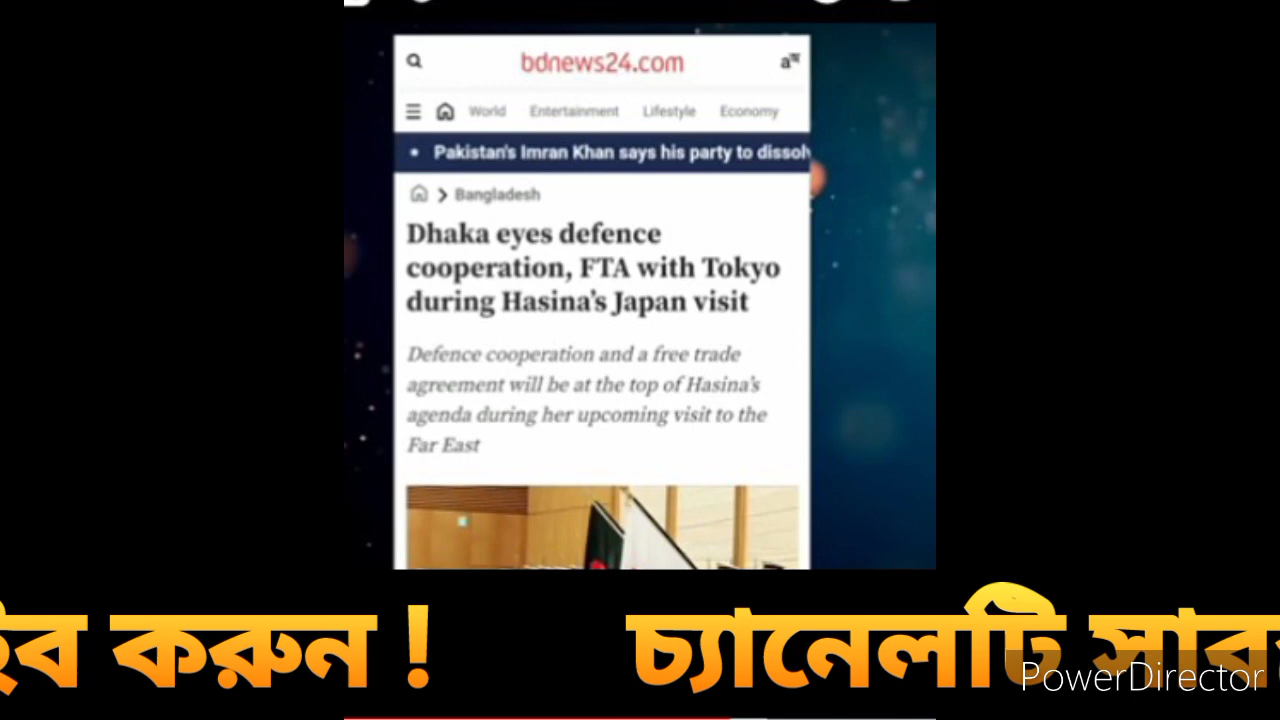 bdnews24.com
World Entertainment Lifestyle Economy
• Pakistan's Imran Khan says his party to dissolv
Bangladesh
Dhaka eyes defence
cooperation, FTA with Tokyo
during Hasina's Japan visit
Defence cooperation and a free trade
agreement will be at the top of Hasina's
agenda during her upcoming visit to the
Far East
ইব করুন ! চ্যানেলটি সাবস
PowerDirector